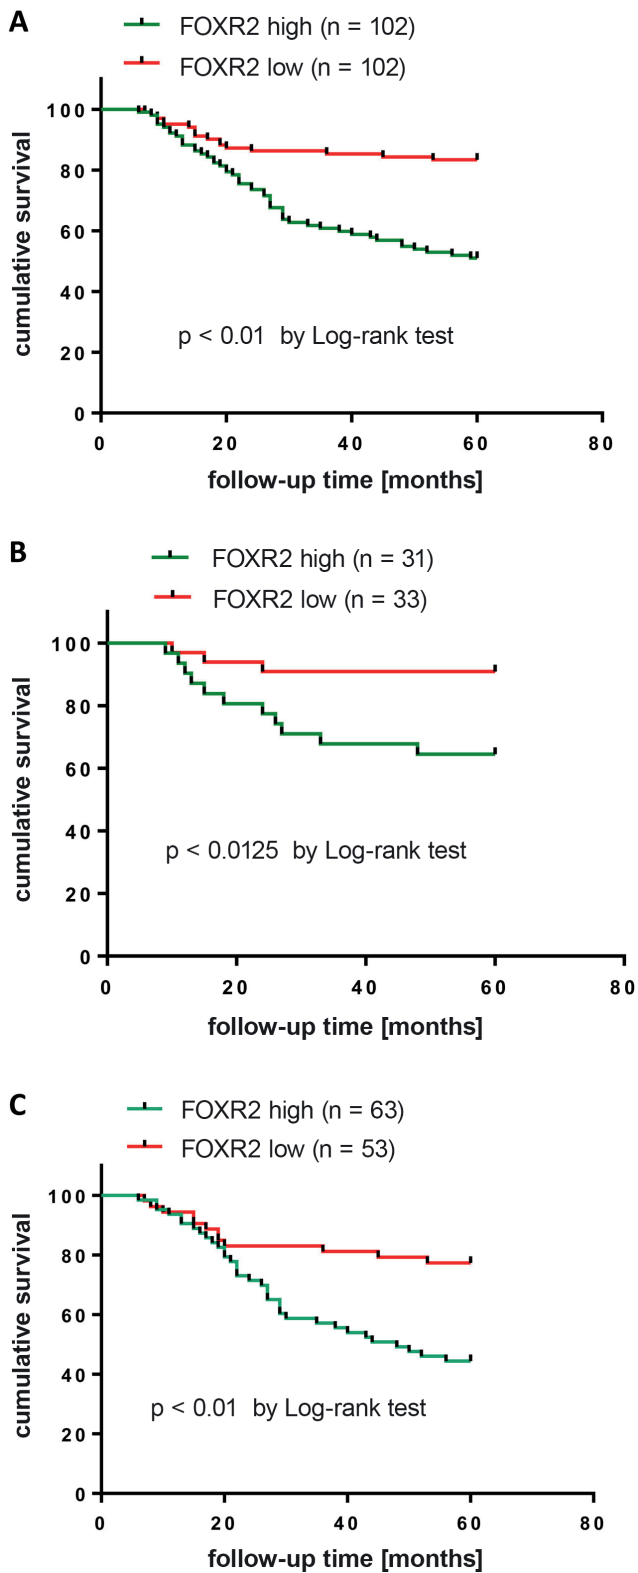 A
FOXR2 high (n = 102)
FOXR2 low (n = 102)
cumulative survival
100
80
60
40
20
0
p < 0.01 by Log-rank test
0 20 40 60 80
follow-up time [months]
B
FOXR2 high (n = 31)
FOXR2 low (n = 33)
cumulative survival
100
80
60
40
20
0
p < 0.0125 by Log-rank test
0 20 40 60 80
follow-up time [months]
C
FOXR2 high (n = 63)
FOXR2 low (n = 53)
cumulative survival
100
80
60
40
20
0
p < 0.01 by Log-rank test
0 20 40 60 80
follow-up time [months]